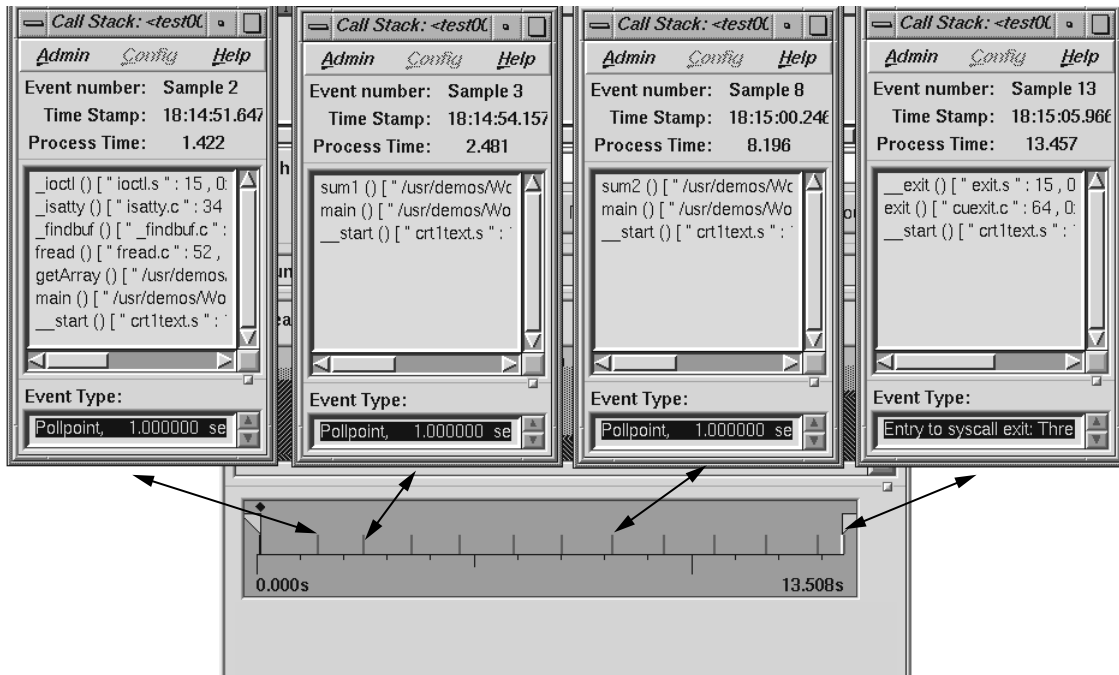 Call Stack: <test0(
Admin Config Help
Event number: Sample 2
Time Stamp: 18:14:51.647
Process Time: 1.422
_ioctl () [ " ioctl.s " : 15 , 0:
_isatty () [ " isatty.c " : 34
_findbuf () [ " _findbuf.c " :
fread () [ " fread.c " : 52 ,
getArray () [ " /usr/demos,
main () [ " /usr/demos/Wo
__start () [ " crt1text.s " :
Event Type:
Pollpoint, 1.000000 se
Call Stack: <test0(
Admin Config Help
Event number: Sample 3
Time Stamp: 18:14:54.157
Process Time: 2.481
sum1 () [ " /usr/demos/Wc
main () [ " /usr/demos/Wo
__start () [ " crt1text.s " :
Event Type:
Pollpoint, 1.000000 se
Call Stack: <test0(
Admin Config Help
Event number: Sample 8
Time Stamp: 18:15:00.246
Process Time: 8.196
sum2 () [ " /usr/demos/Wc
main () [ " /usr/demos/Wo
__start () [ " crt1text.s " :
Event Type:
Pollpoint, 1.000000 se
Call Stack: <test0(
Admin Config Help
Event number: Sample 13
Time Stamp: 18:15:05.966
Process Time: 13.457
__exit () [ " exit.s " : 15 , 0
exit () [ " cuexit.c " : 64 , 0:
__start () [ " crt1text.s " :
Event Type:
Entry to syscall exit: Thre
0.000s 13.508s